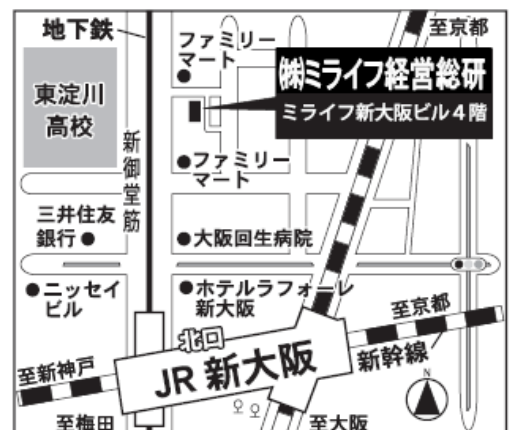 地下鉄
ファミリー
マート
至京都
㈱ミライフ経営総研
ミライフ新大阪ビル4階
東淀川
高校
新御堂筋
ファミリー
マート
三井住友
銀行
大阪回生病院
ニッセイ
ビル
ホテルラフォーレ
新大阪
至京都
北口
新幹線
JR新大阪
至新神戸
N
至梅田
至大阪